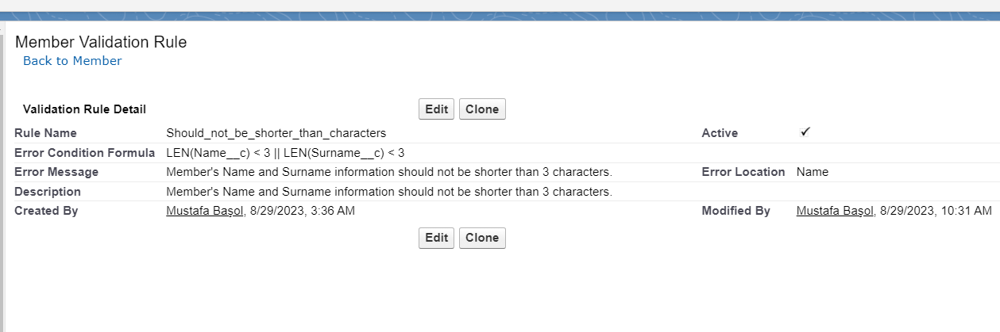 Member Validation Rule
Back to Member
Validation Rule Detail Edit Clone
Rule Name Should_not_be_shorter_than_characters Active
Error Condition Formula LEN(Name__c) < 3 || LEN(Surname__c) < 3
Error Message Member's Name and Surname information should not be shorter than 3 characters. Error Location Name
Description Member's Name and Surname information should not be shorter than 3 characters.
Created By Mustafa Başol, 8/29/2023, 3:36 AM Modified By Mustafa Başol, 8/29/2023, 10:31 AM
Edit Clone